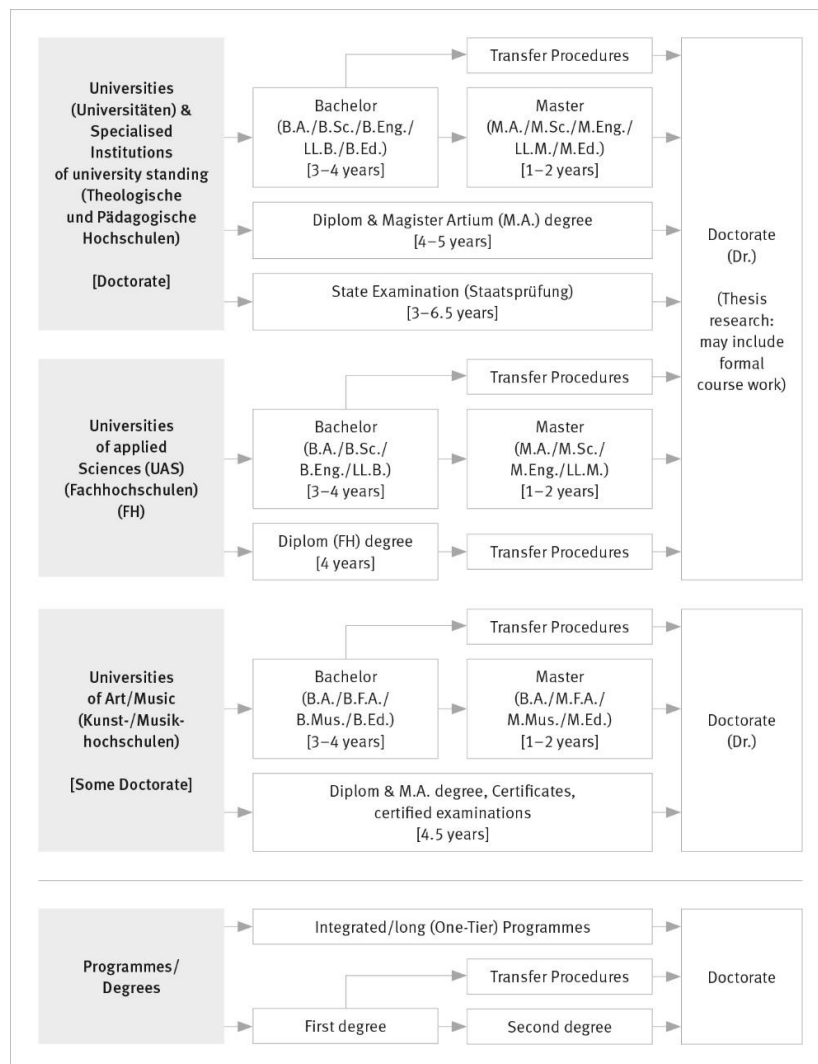 Universities
(Universitäten) &
Specialised
Institutions
of university standing
(Theologische
und Pädagogische
Hochschulen)
[Doctorate]
Transfer Procedures
Bachelor
(B.A./B.Sc./B.Eng./
LL.B./B.Ed.)
[3–4 years]
Master
(M.A./M.Sc./M.Eng./
LL.M./M.Ed.)
[1–2 years]
Diplom & Magister Artium (M.A.) degree
[4–5 years]
State Examination (Staatsprüfung)
[3–6.5 years]
Doctorate
(Dr.)
(Thesis
research:
may include
formal
course work)
Universities
of applied
Sciences (UAS)
(Fachhochschulen)
(FH)
Transfer Procedures
Bachelor
(B.A./B.Sc./
B.Eng./LL.B.)
[3–4 years]
Master
(M.A./M.Sc./
M.Eng./LL.M.)
[1–2 years]
Diplom (FH) degree
[4 years]
Transfer Procedures
Universities
of Art/Music
(Kunst-/Musik-
hochschulen)
[Some Doctorate]
Transfer Procedures
Bachelor
(B.A./B.F.A./
B.Mus./B.Ed.)
[3–4 years]
Master
(B.A./M.F.A./
M.Mus./M.Ed.)
[1–2 years]
Diplom & M.A. degree, Certificates,
certified examinations
[4.5 years]
Doctorate
(Dr.)
Programmes/
Degrees
Integrated/long (One-Tier) Programmes
Transfer Procedures
First degree
Second degree
Doctorate